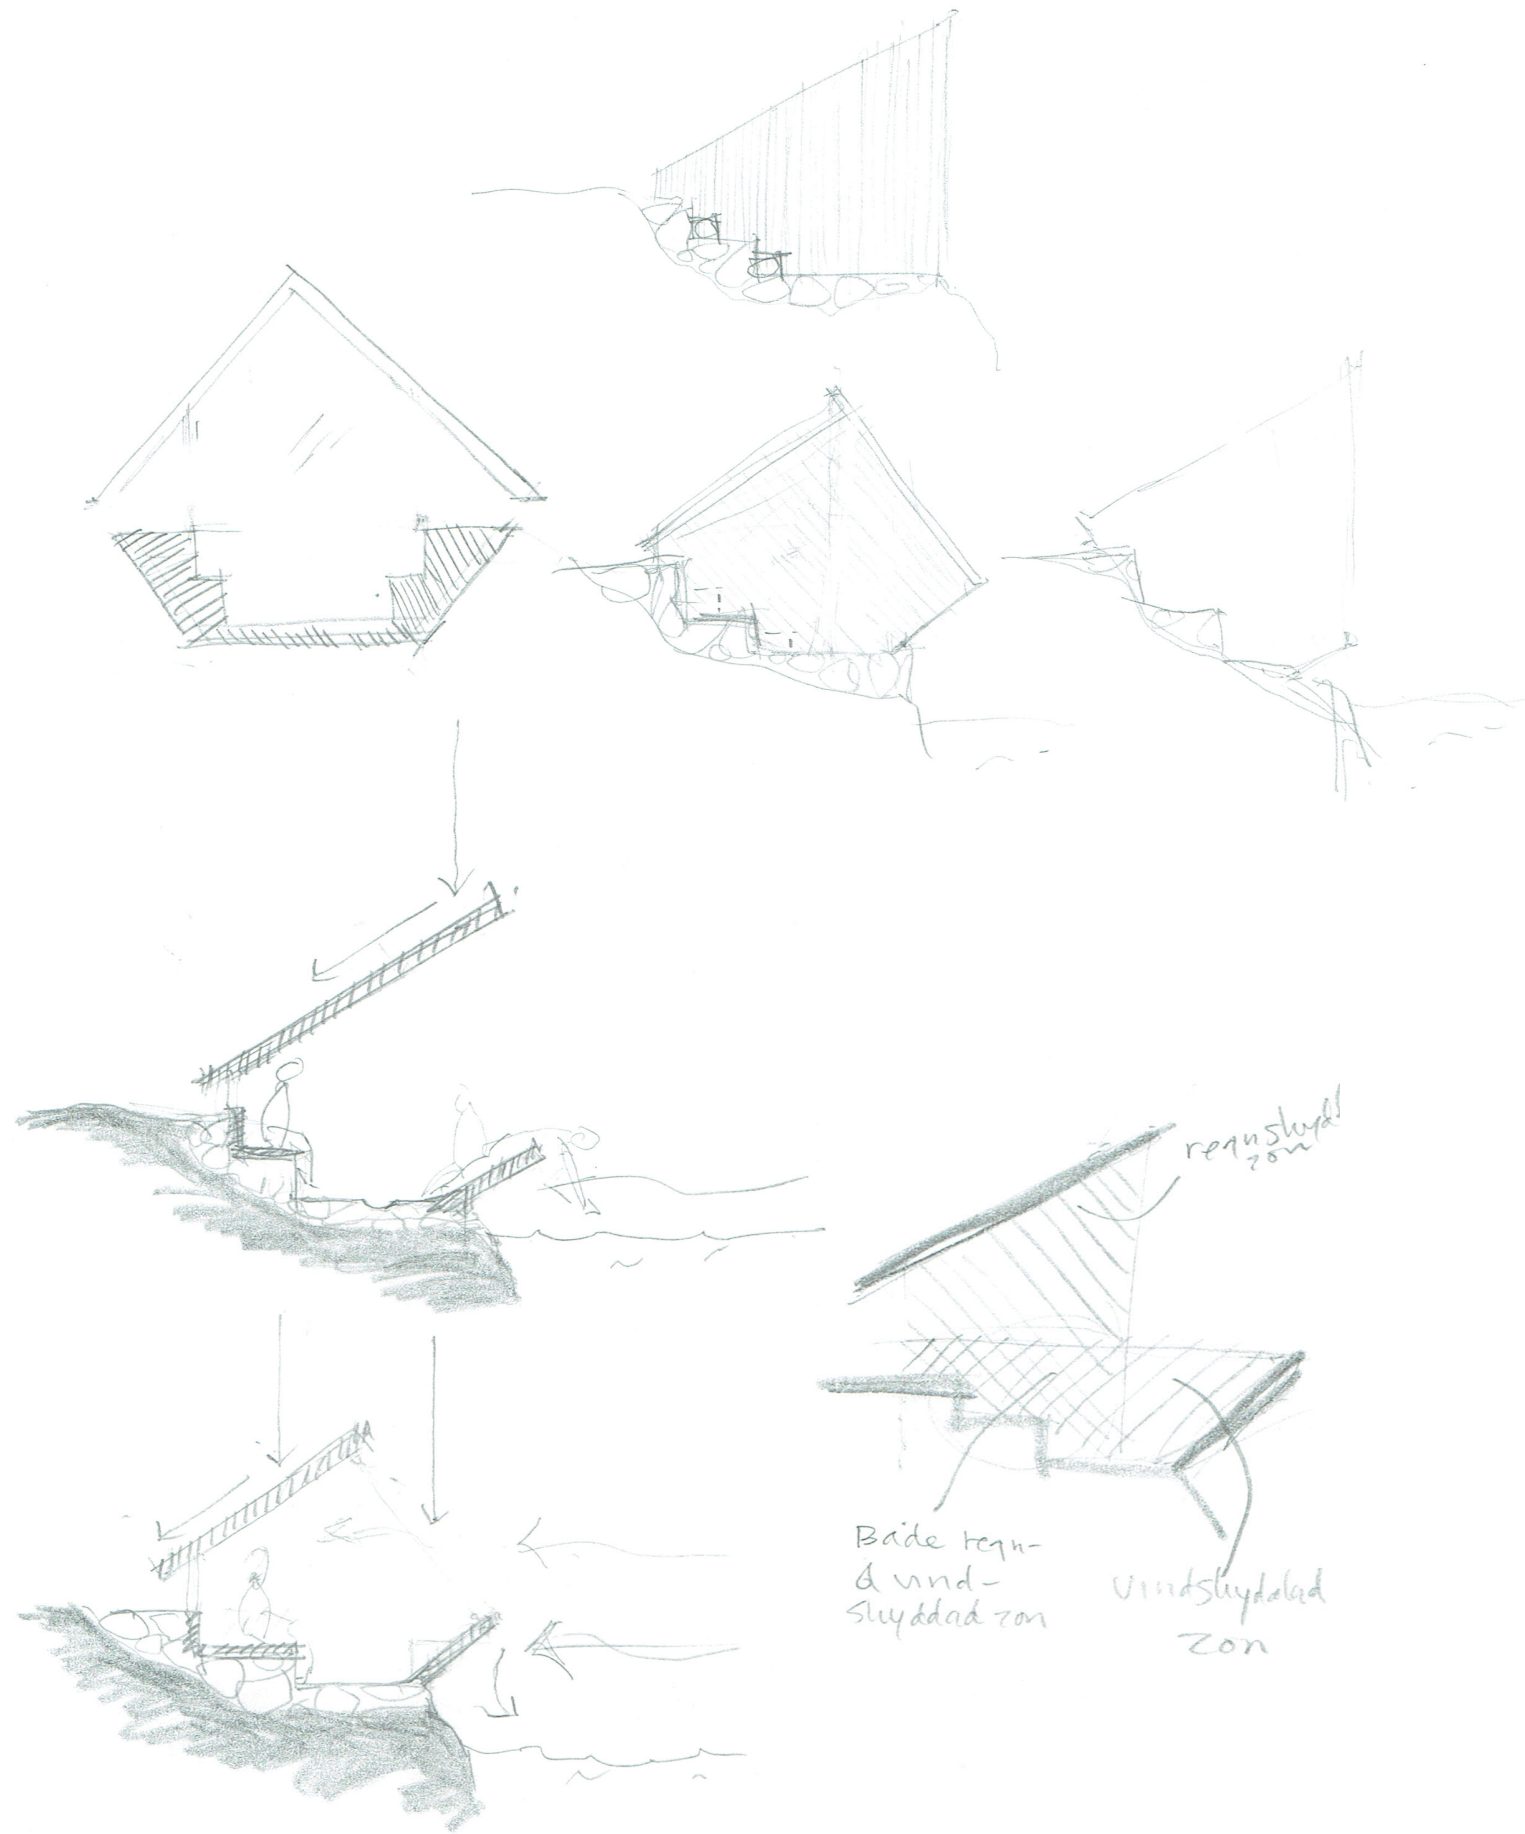 regnskydd
zon
Både regn-
& vind-
skyddad zon
vindskyddad
zon